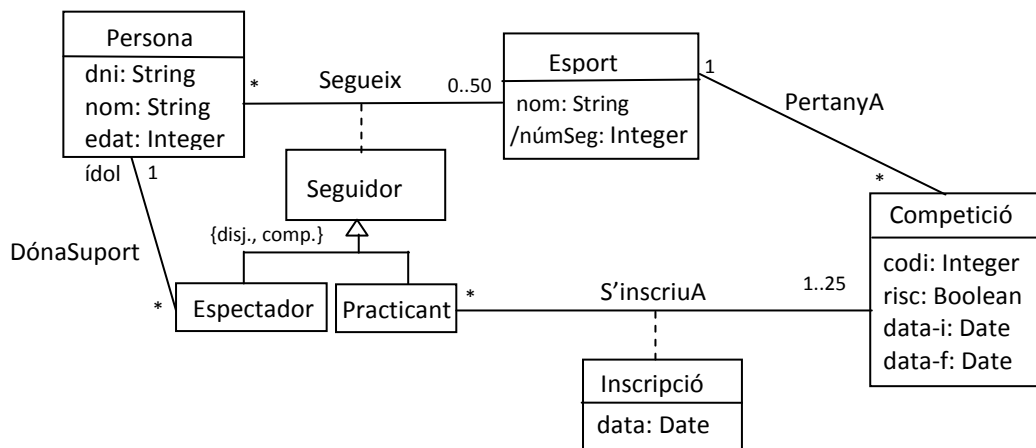 Persona
dni: String
nom: String
edat: Integer
Segueix
*
0..50
Esport
nom: String
/númSeg: Integer
1
PertanyA
*
ídol
1
Seguidor
{disj., comp.}
DónaSuport
*
Espectador
Practicant
*
S'inscriuA
1..25
Competició
codi: Integer
risc: Boolean
data-i: Date
data-f: Date
Inscripció
data: Date